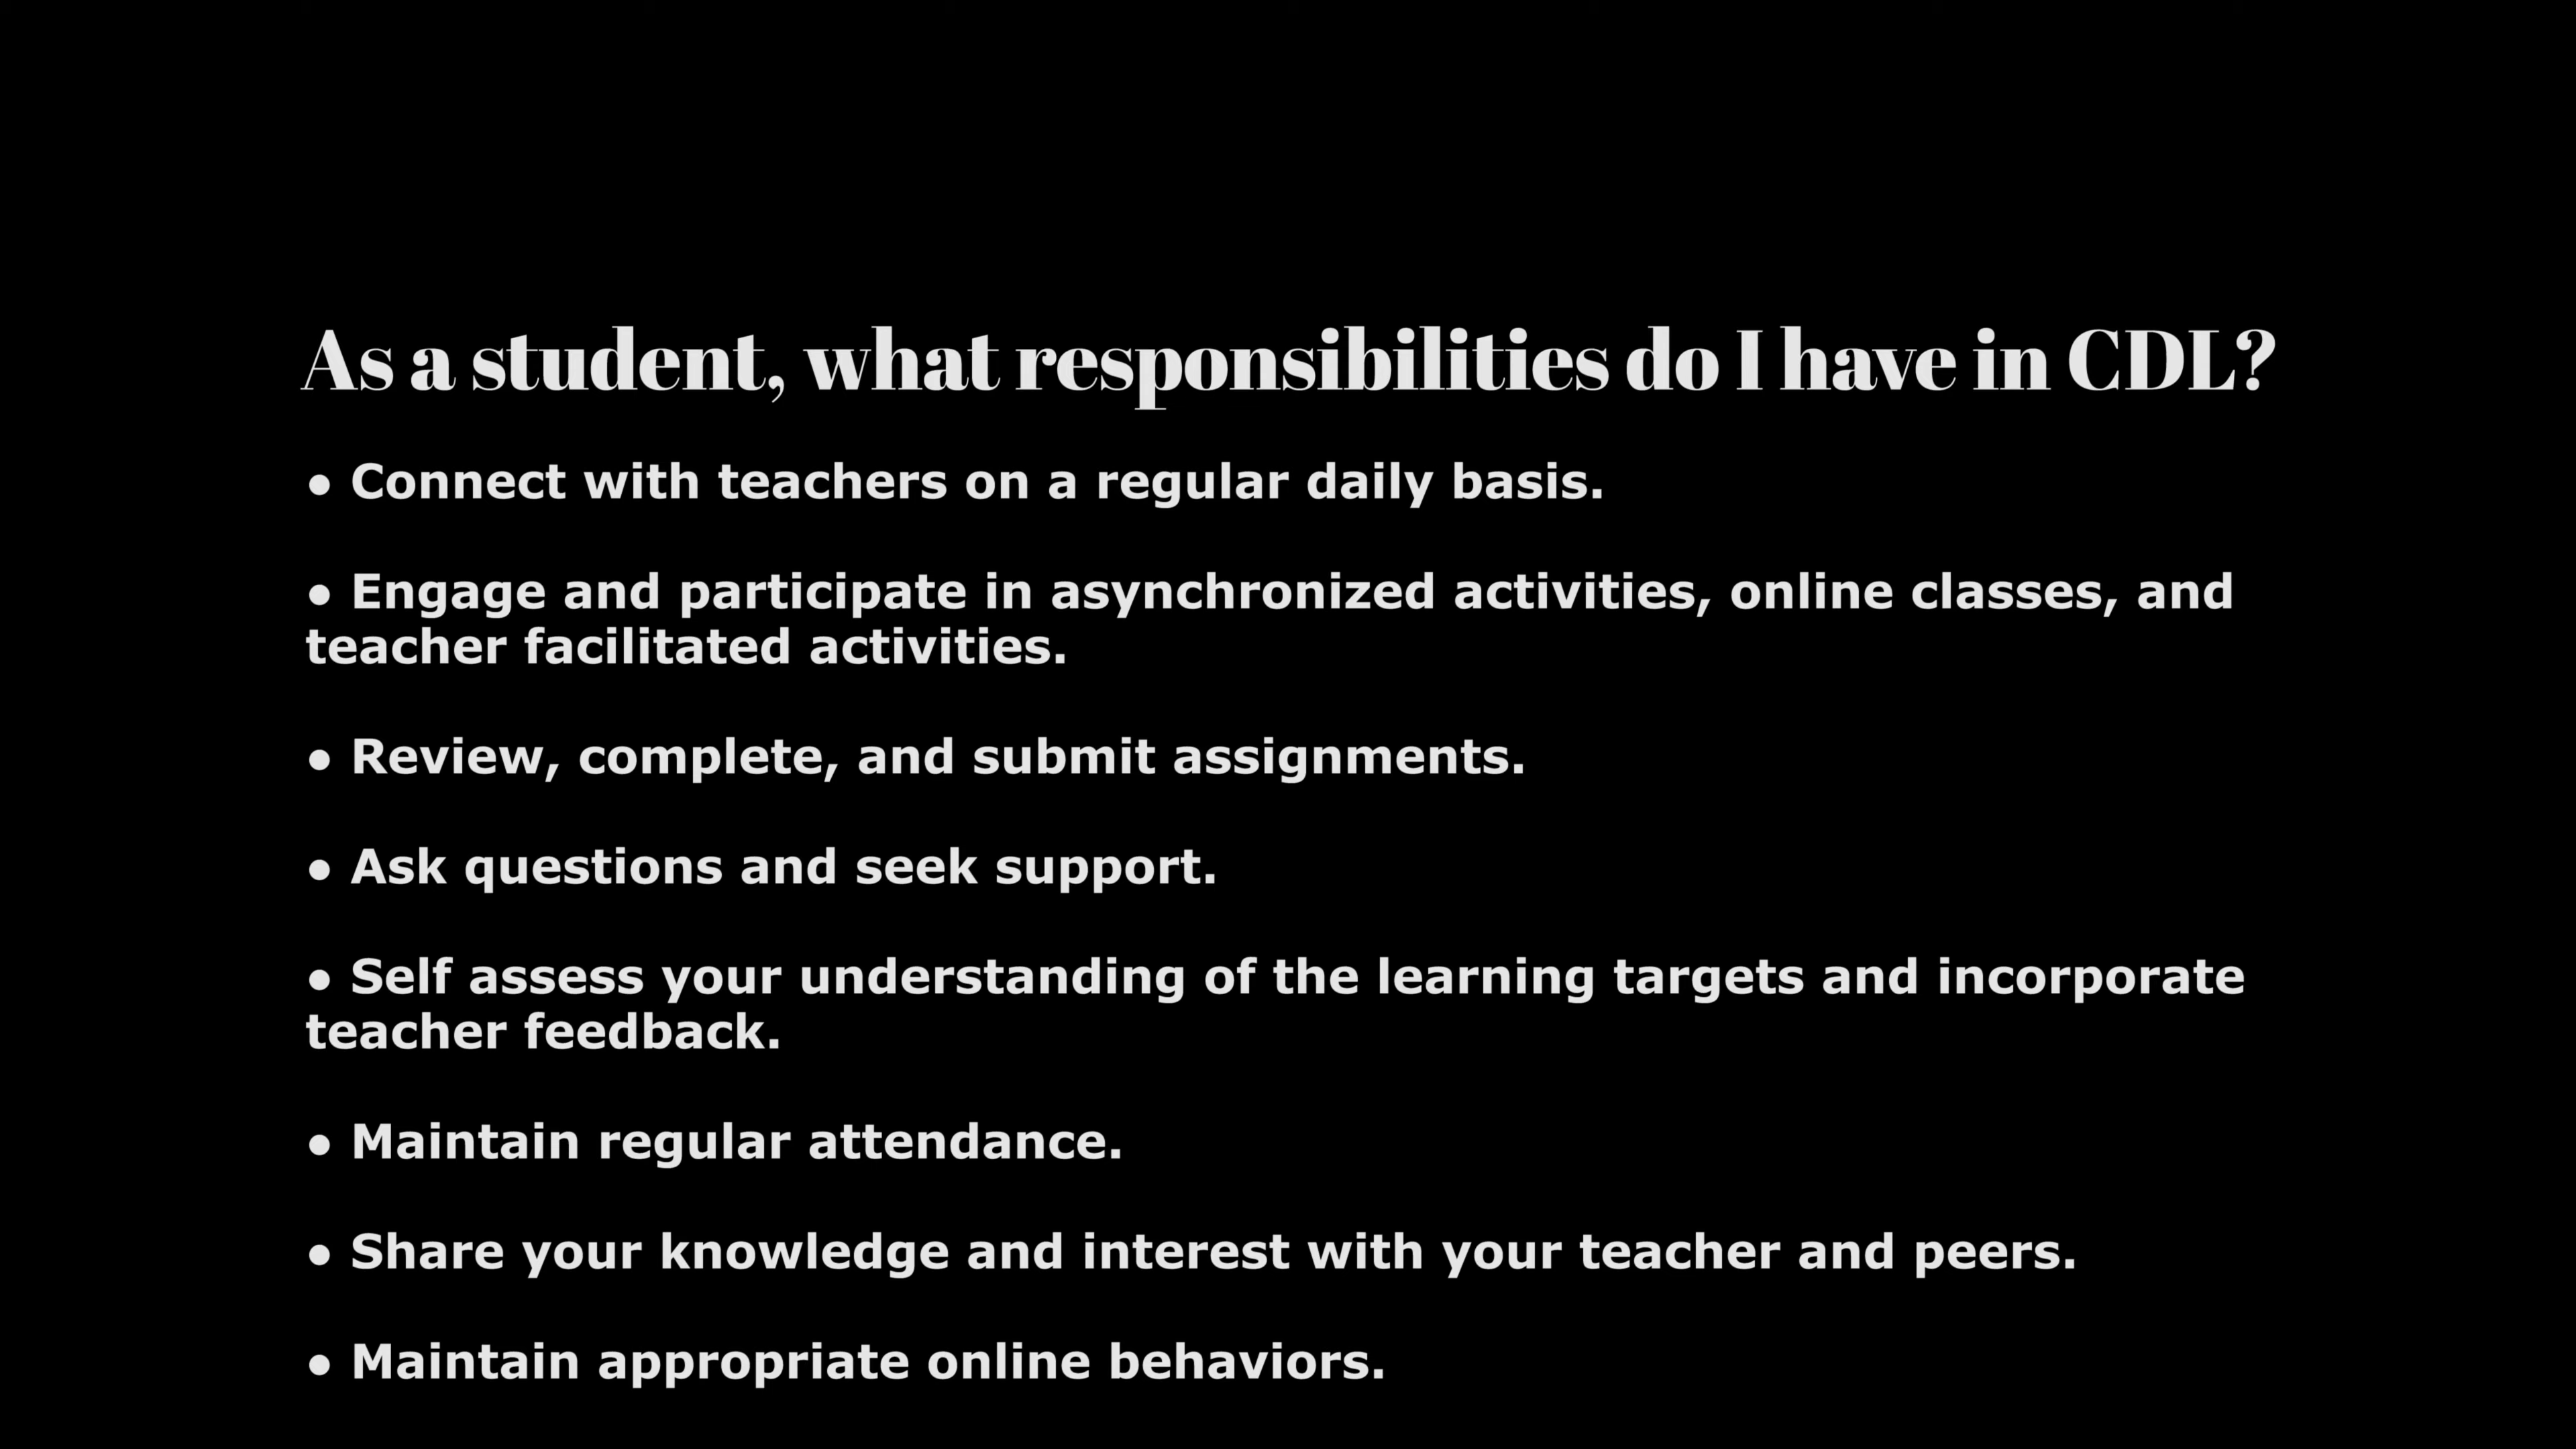 As a student, what responsibilities do I have in CDL?
● Connect with teachers on a regular daily basis.
● Engage and participate in asynchronized activities, online classes, and
teacher facilitated activities.
● Review, complete, and submit assignments.
● Ask questions and seek support.
● Self assess your understanding of the learning targets and incorporate
teacher feedback.
● Maintain regular attendance.
● Share your knowledge and interest with your teacher and peers.
● Maintain appropriate online behaviors.